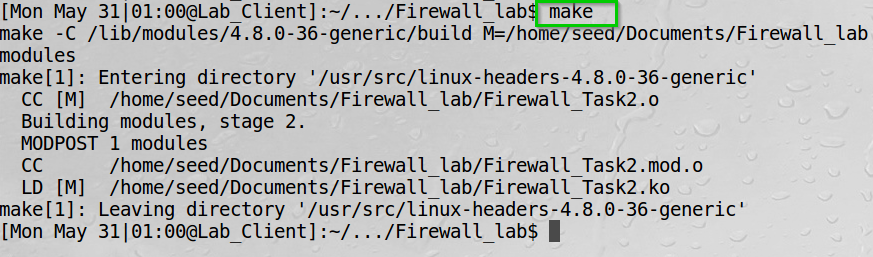 [Mon May 31|01:00@Lab_Client]:~/.../Firewall_lab$ make
make -C /lib/modules/4.8.0-36-generic/build M=/home/seed/Documents/Firewall_lab
modules
make[1]: Entering directory '/usr/src/linux-headers-4.8.0-36-generic'
  CC [M]  /home/seed/Documents/Firewall_lab/Firewall_Task2.o
  Building modules, stage 2.
  MODPOST 1 modules
  CC      /home/seed/Documents/Firewall_lab/Firewall_Task2.mod.o
  LD [M]  /home/seed/Documents/Firewall_lab/Firewall_Task2.ko
make[1]: Leaving directory '/usr/src/linux-headers-4.8.0-36-generic'
[Mon May 31|01:00@Lab_Client]:~/.../Firewall_lab$